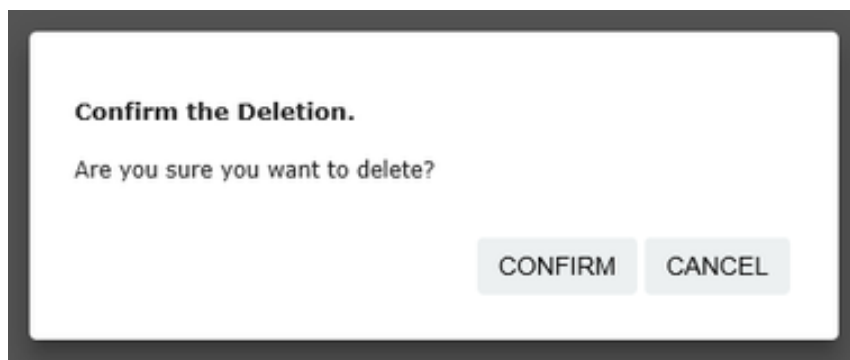 Confirm the Deletion.
Are you sure you want to delete?
CONFIRM CANCEL